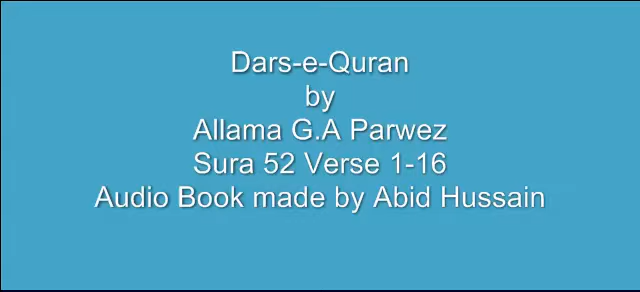 Dars-e-Quran
by
Allama G.A Parwez
Sura 52 Verse 1-16
Audio Book made by Abid Hussain